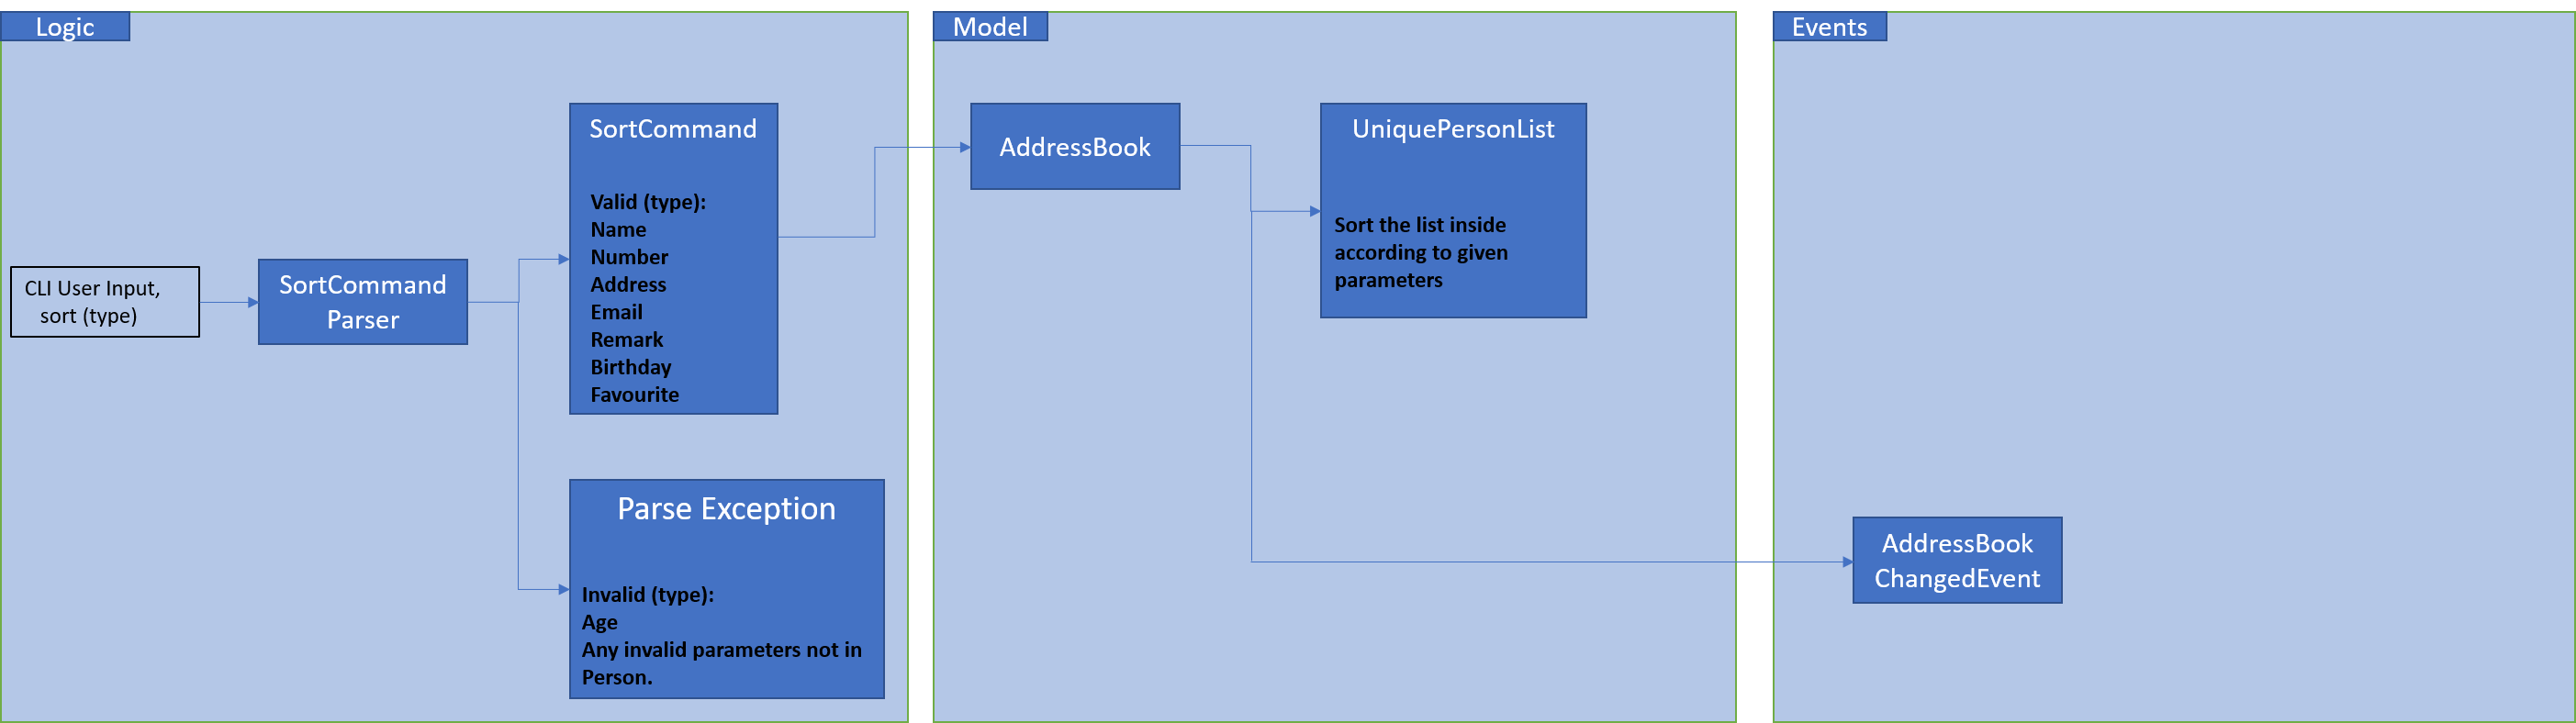 Logic
CLI User Input,
sort (type)
SortCommand
Parser
SortCommand
Valid (type):
Name
Number
Address
Email
Remark
Birthday
Favourite
Parse Exception
Invalid (type):
Age
Any invalid parameters not in
Person.
Model
AddressBook
UniquePersonList
Sort the list inside
according to given
parameters
Events
AddressBook
ChangedEvent